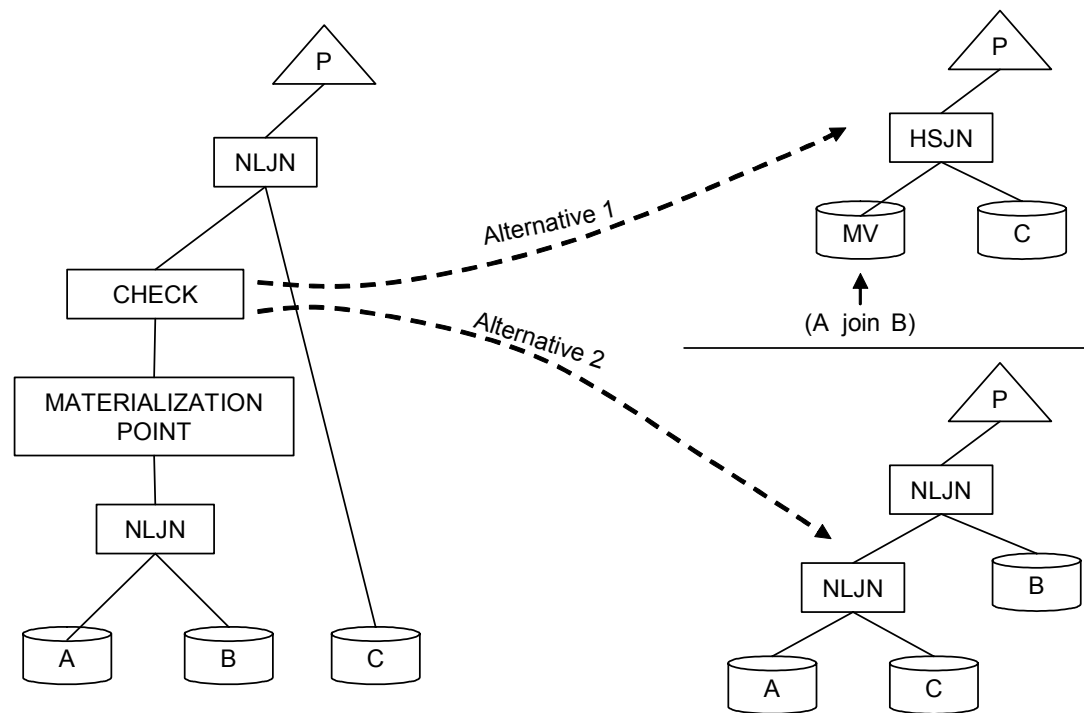 P
NLJN
CHECK
MATERIALIZATION
POINT
NLJN
A
B
C
Alternative 1
Alternative 2
P
HSJN
MV
C
(A join B)
P
NLJN
NLJN
B
A
C